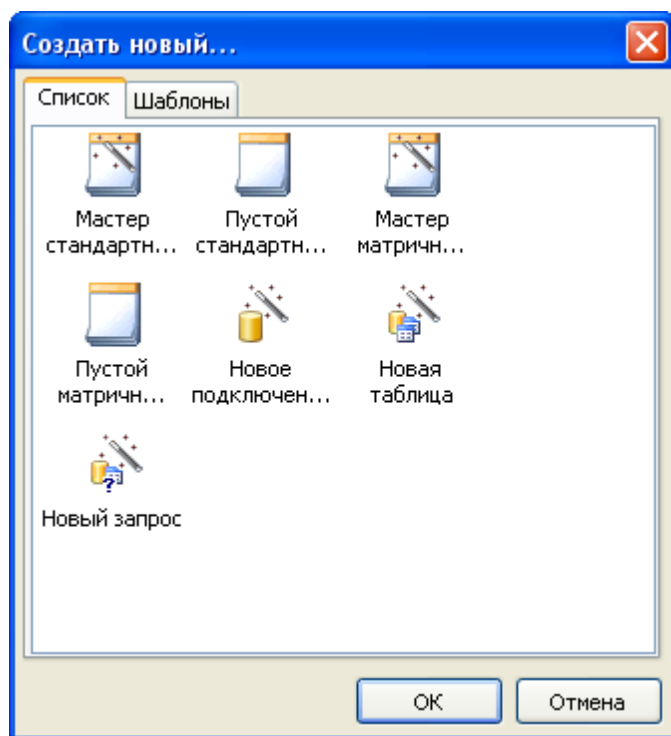 Создать новый...
Список Шаблоны
Мастер стандартн...
Пустой стандартн...
Мастер матричн...
Пустой матричн...
Новое подключен...
Новая таблица
Новый запрос
OK Отмена